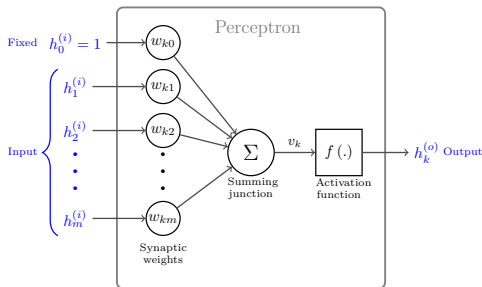 Perceptron
Fixed h_0^{(i)} = 1 w_{k0}
h_1^{(i)} w_{k1}
Input h_2^{(i)} w_{k2}
h_m^{(i)} w_{km}
Σ
v_k
f (.)
h_k^{(o)} Output
Summing
junction
Activation
function
Synaptic
weights